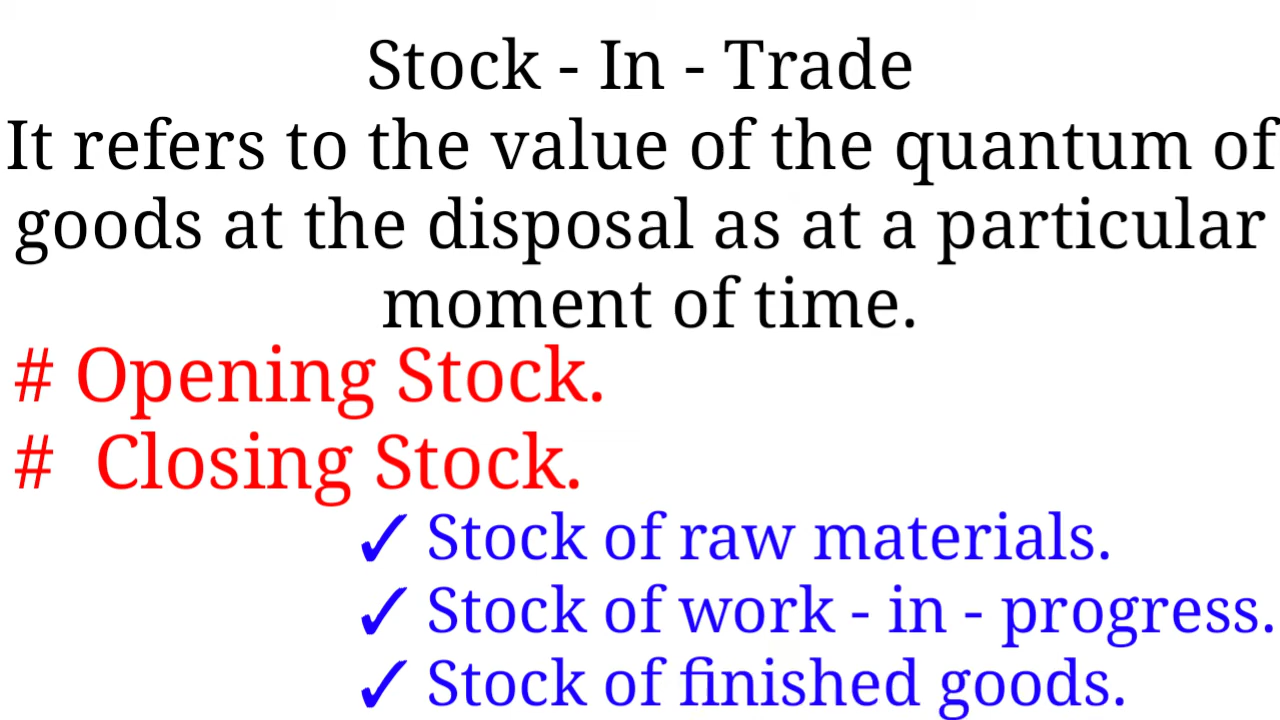 Stock - In - Trade
It refers to the value of the quantum of
goods at the disposal as at a particular
moment of time.
# Opening Stock.
# Closing Stock.
✓ Stock of raw materials.
✓ Stock of work - in - progress.
✓ Stock of finished goods.